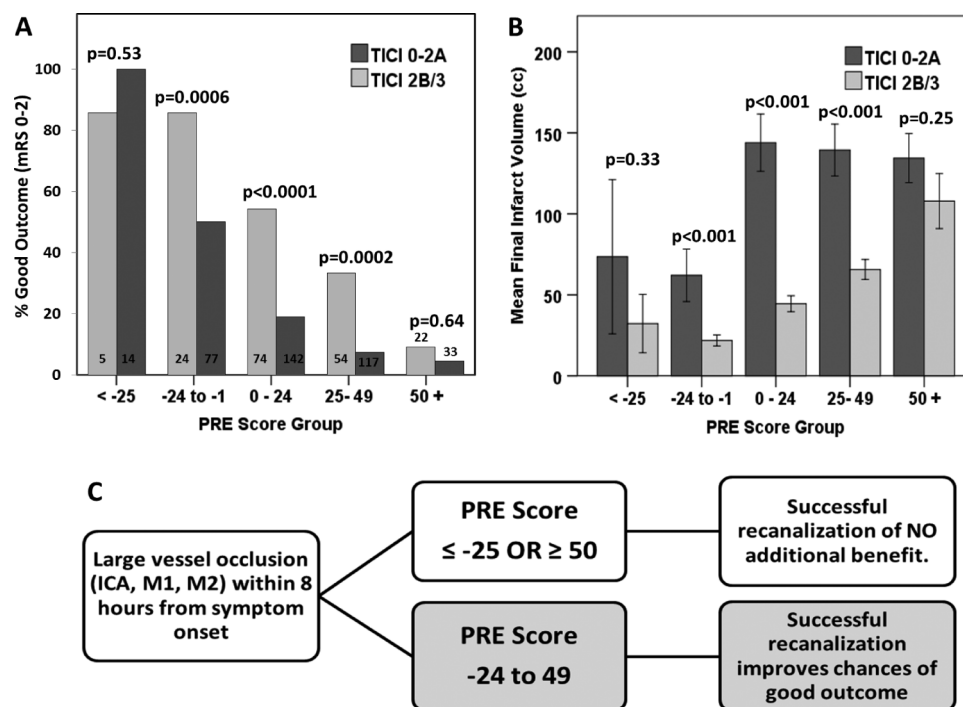 A
p=0.53
TICI 0-2A
TICI 2B/3
100
p=0.0006
80
p<0.0001
60
p=0.0002
40
p=0.64
20
22
33
5
14
24
77
74
142
54
117
0
% Good Outcome (mRS 0-2)
< -25
-24 to -1
0 - 24
25-49
50 +
PRE Score Group
B
200
TICI 0-2A
TICI 2B/3
p<0.001
p<0.001
p=0.25
150
p=0.33
p<0.001
100
50
0
Mean Final Infarct Volume (cc)
< -25
-24 to -1
0 - 24
25- 49
50 +
PRE Score Group
C
Large vessel occlusion
(ICA, M1, M2) within 8
hours from symptom
onset
PRE Score
≤ -25 OR ≥ 50
Successful
recanalization of NO
additional benefit.
PRE Score
-24 to 49
Successful
recanalization
improves chances of
good outcome